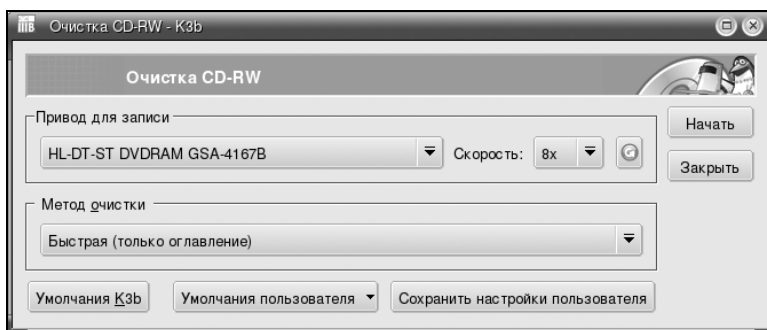 Очистка CD-RW - K3b
Очистка CD-RW
Привод для записи
HL-DT-ST DVDRAM GSA-4167B
Скорость:
8x
Начать
Закрыть
Метод очистки
Быстрая (только оглавление)
Умолчания K3b
Умолчания пользователя
Сохранить настройки пользователя